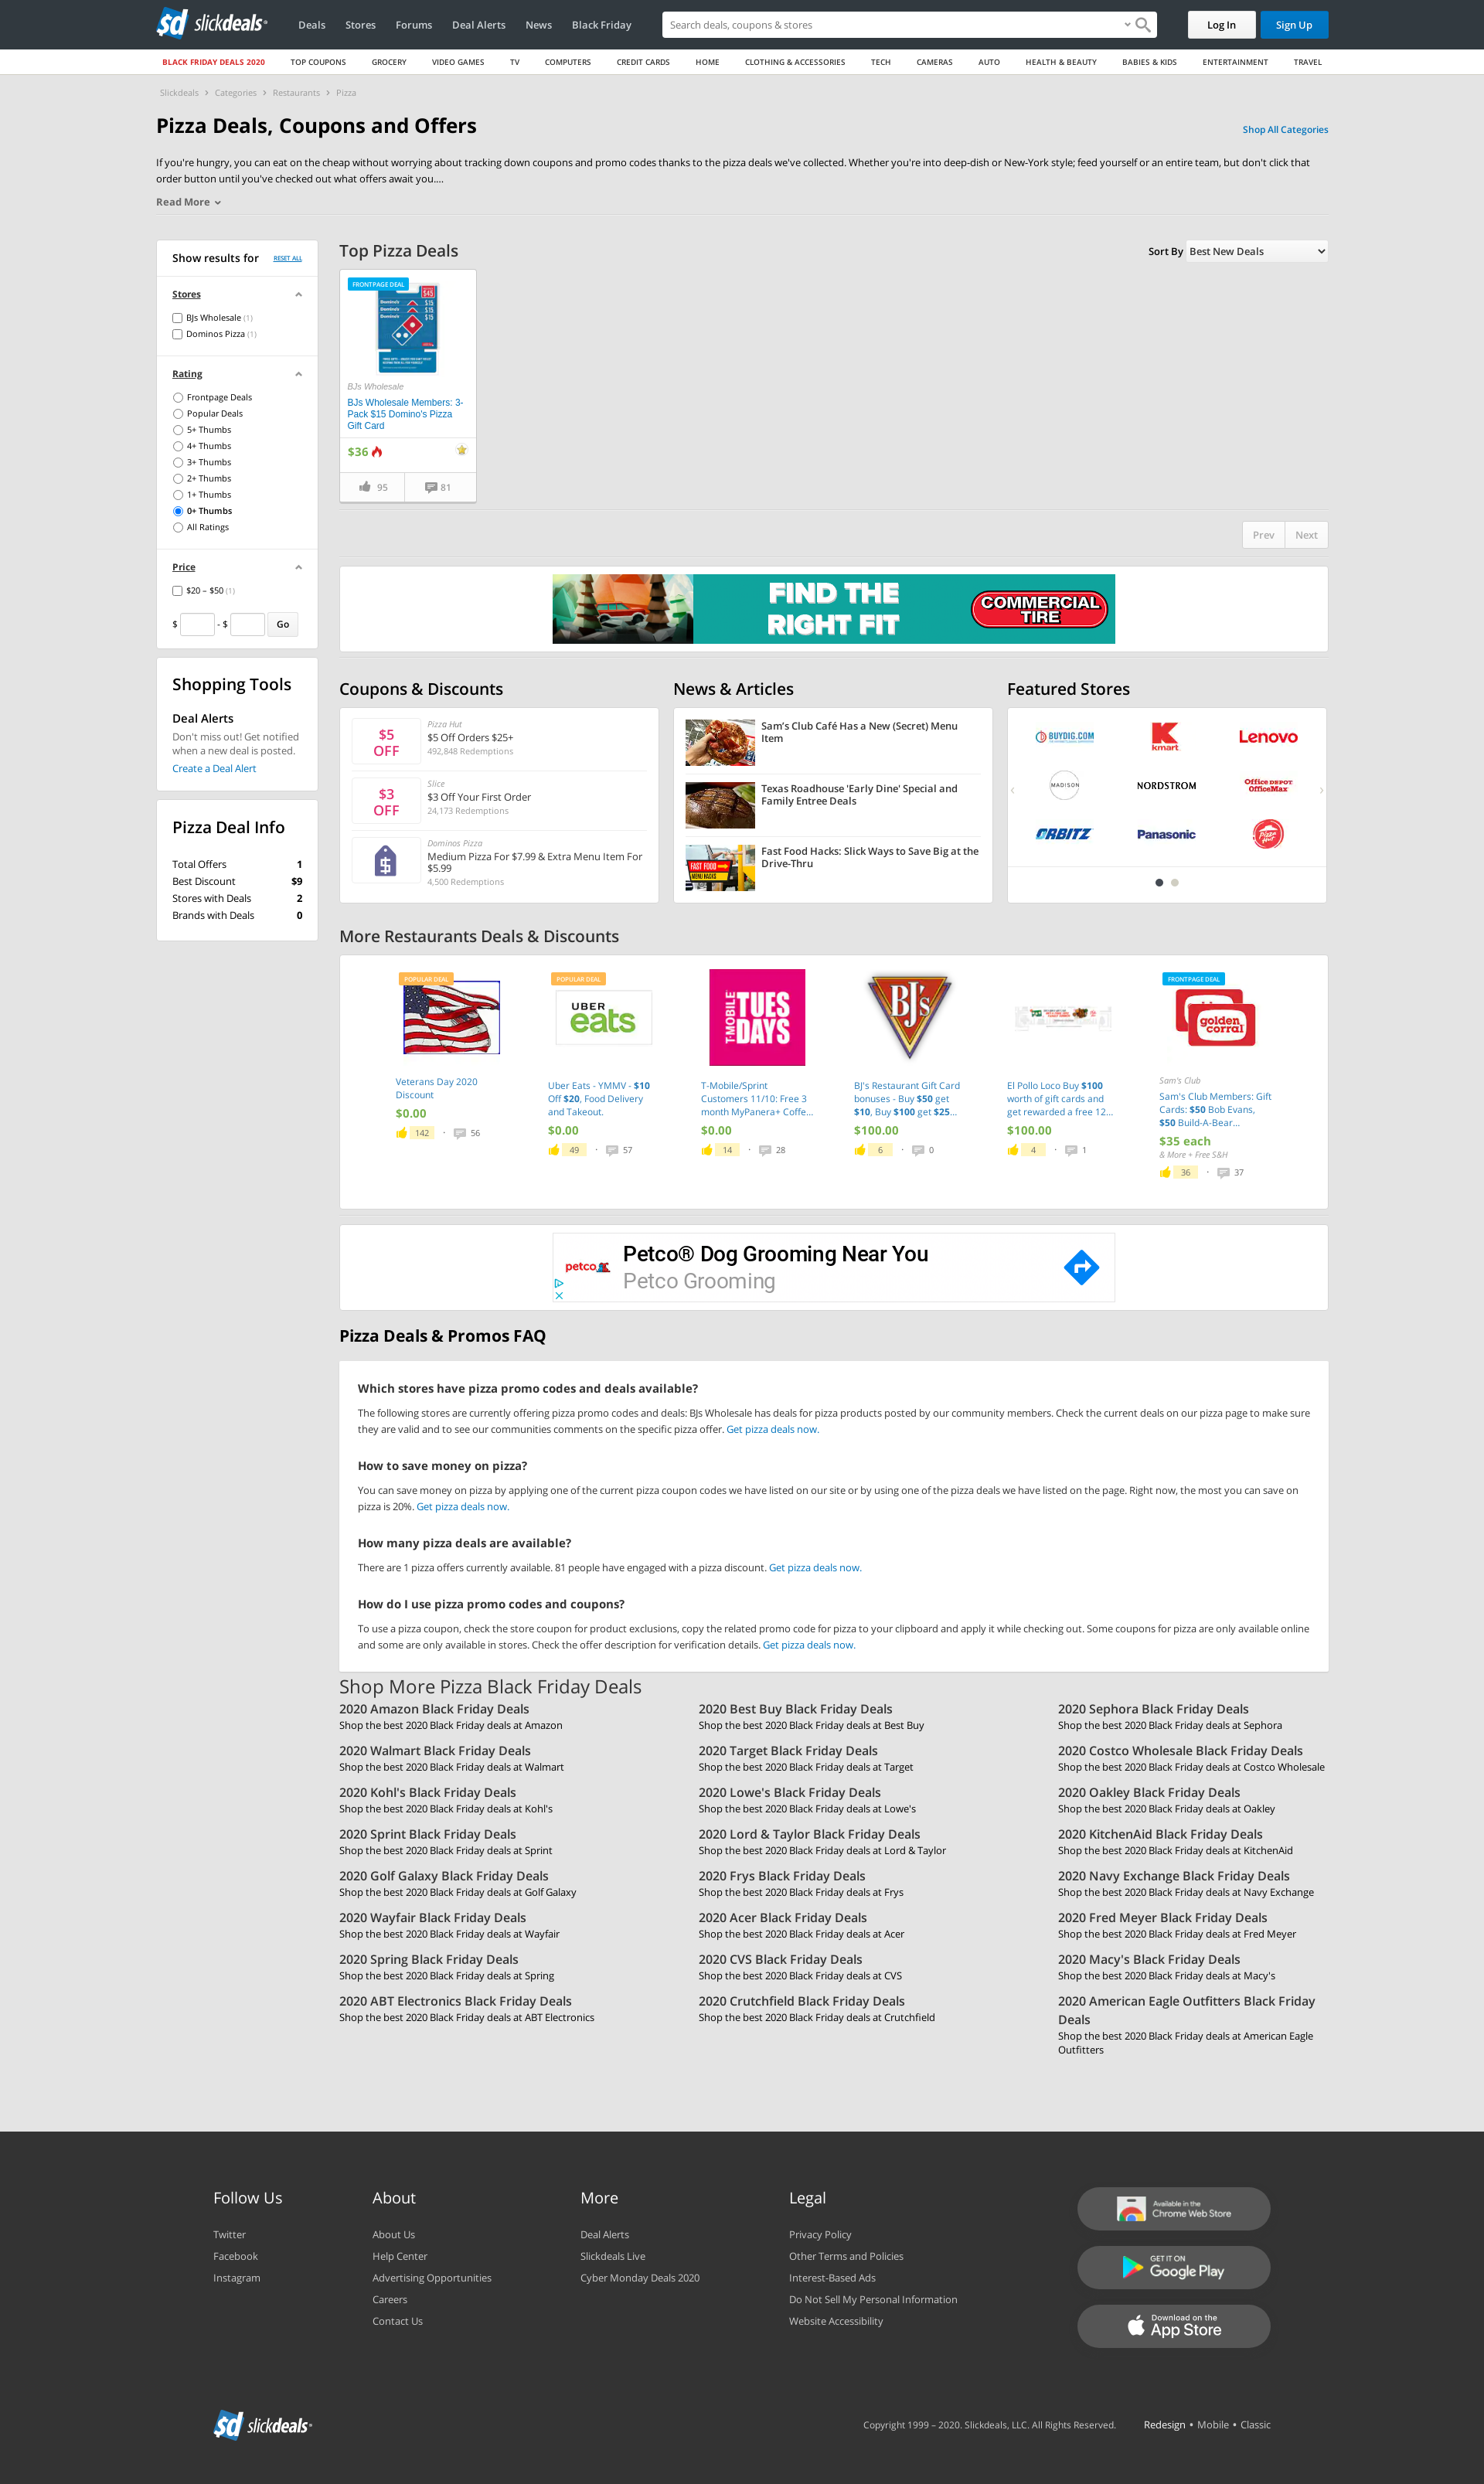 slickdeals
Deals
Stores
Forums
Deal Alerts
News
Black Friday
Search deals, coupons & stores
Log In
Sign Up
BLACK FRIDAY DEALS 2020
TOP COUPONS
GROCERY
VIDEO GAMES
TV
COMPUTERS
CREDIT CARDS
HOME
CLOTHING & ACCESSORIES
TECH
CAMERAS
AUTO
HEALTH & BEAUTY
BABIES & KIDS
ENTERTAINMENT
TRAVEL
Slickdeals › Categories › Restaurants › Pizza
Pizza Deals, Coupons and Offers
Shop All Categories
If you're hungry, you can eat on the cheap without worrying about tracking down coupons and promo codes thanks to the pizza deals we've collected. Whether you're into deep-dish or New-York style; feed yourself or an entire team, but don't click that
order button until you've checked out what offers await you....
Read More
Show results for
RESET ALL
Stores
BJs Wholesale (1)
Dominos Pizza (1)
Rating
Frontpage Deals
Popular Deals
5+ Thumbs
4+ Thumbs
3+ Thumbs
2+ Thumbs
1+ Thumbs
0+ Thumbs
All Ratings
Price
$20 – $50 (1)
$ - $ Go
Shopping Tools
Deal Alerts
Don't miss out! Get notified
when a new deal is posted.
Create a Deal Alert
Pizza Deal Info
Total Offers 1
Best Discount $9
Stores with Deals 2
Brands with Deals 0
Top Pizza Deals
Sort By Best New Deals
FRONTPAGE DEAL
$45
Domino's $15
Domino's $15
Domino's $15
BJs Wholesale
BJs Wholesale Members: 3-
Pack $15 Domino's Pizza
Gift Card
$36
95
81
Prev
Next
FIND THE
RIGHT FIT
COMMERCIAL
TIRE
Coupons & Discounts
$5
OFF
Pizza Hut
$5 Off Orders $25+
492,848 Redemptions
$3
OFF
Slice
$3 Off Your First Order
24,173 Redemptions
Dominos Pizza
Medium Pizza For $7.99 & Extra Menu Item For
$5.99
4,500 Redemptions
News & Articles
Sam's Club Café Has a New (Secret) Menu
Item
Texas Roadhouse 'Early Dine' Special and
Family Entree Deals
FAST FOOD
MENU HACKS
Fast Food Hacks: Slick Ways to Save Big at the
Drive-Thru
Featured Stores
BUYDIG.COM
kmart
Lenovo
MADISON
NORDSTROM
Office DEPOT
OfficeMax
ORBITZ
Panasonic
Pizza Hut
More Restaurants Deals & Discounts
POPULAR DEAL
Veterans Day 2020
Discount
$0.00
142 · 56
POPULAR DEAL
UBER
eats
Uber Eats - YMMV - $10
Off $20, Food Delivery
and Takeout.
$0.00
49 · 57
T-MOBILE
TUES
DAYS
T-Mobile/Sprint
Customers 11/10: Free 3
month MyPanera+ Coffe...
$0.00
14 · 28
BJ's
BJ's Restaurant Gift Card
bonuses - Buy $50 get
$10, Buy $100 get $25...
$100.00
6 · 0
El Pollo Loco Buy $100
worth of gift cards and
get rewarded a free 12...
$100.00
4 · 1
FRONTPAGE DEAL
golden
corral
Sam's Club
Sam's Club Members: Gift
Cards: $50 Bob Evans,
$50 Build-A-Bear...
$35 each
& More + Free S&H
36 · 37
petco
Petco® Dog Grooming Near You
Petco Grooming
Pizza Deals & Promos FAQ
Which stores have pizza promo codes and deals available?
The following stores are currently offering pizza promo codes and deals: BJs Wholesale has deals for pizza products posted by our community members. Check the current deals on our pizza page to make sure
they are valid and to see our communities comments on the specific pizza offer. Get pizza deals now.
How to save money on pizza?
You can save money on pizza by applying one of the current pizza coupon codes we have listed on our site or by using one of the pizza deals we have listed on the page. Right now, the most you can save on
pizza is 20%. Get pizza deals now.
How many pizza deals are available?
There are 1 pizza offers currently available. 81 people have engaged with a pizza discount. Get pizza deals now.
How do I use pizza promo codes and coupons?
To use a pizza coupon, check the store coupon for product exclusions, copy the related promo code for pizza to your clipboard and apply it while checking out. Some coupons for pizza are only available online
and some are only available in stores. Check the offer description for verification details. Get pizza deals now.
Shop More Pizza Black Friday Deals
2020 Amazon Black Friday Deals
Shop the best 2020 Black Friday deals at Amazon
2020 Best Buy Black Friday Deals
Shop the best 2020 Black Friday deals at Best Buy
2020 Sephora Black Friday Deals
Shop the best 2020 Black Friday deals at Sephora
2020 Walmart Black Friday Deals
Shop the best 2020 Black Friday deals at Walmart
2020 Target Black Friday Deals
Shop the best 2020 Black Friday deals at Target
2020 Costco Wholesale Black Friday Deals
Shop the best 2020 Black Friday deals at Costco Wholesale
2020 Kohl's Black Friday Deals
Shop the best 2020 Black Friday deals at Kohl's
2020 Lowe's Black Friday Deals
Shop the best 2020 Black Friday deals at Lowe's
2020 Oakley Black Friday Deals
Shop the best 2020 Black Friday deals at Oakley
2020 Sprint Black Friday Deals
Shop the best 2020 Black Friday deals at Sprint
2020 Lord & Taylor Black Friday Deals
Shop the best 2020 Black Friday deals at Lord & Taylor
2020 KitchenAid Black Friday Deals
Shop the best 2020 Black Friday deals at KitchenAid
2020 Golf Galaxy Black Friday Deals
Shop the best 2020 Black Friday deals at Golf Galaxy
2020 Frys Black Friday Deals
Shop the best 2020 Black Friday deals at Frys
2020 Navy Exchange Black Friday Deals
Shop the best 2020 Black Friday deals at Navy Exchange
2020 Wayfair Black Friday Deals
Shop the best 2020 Black Friday deals at Wayfair
2020 Acer Black Friday Deals
Shop the best 2020 Black Friday deals at Acer
2020 Fred Meyer Black Friday Deals
Shop the best 2020 Black Friday deals at Fred Meyer
2020 Spring Black Friday Deals
Shop the best 2020 Black Friday deals at Spring
2020 CVS Black Friday Deals
Shop the best 2020 Black Friday deals at CVS
2020 Macy's Black Friday Deals
Shop the best 2020 Black Friday deals at Macy's
2020 ABT Electronics Black Friday Deals
Shop the best 2020 Black Friday deals at ABT Electronics
2020 Crutchfield Black Friday Deals
Shop the best 2020 Black Friday deals at Crutchfield
2020 American Eagle Outfitters Black Friday
Deals
Shop the best 2020 Black Friday deals at American Eagle
Outfitters
Follow Us
Twitter
Facebook
Instagram
About
About Us
Help Center
Advertising Opportunities
Careers
Contact Us
More
Deal Alerts
Slickdeals Live
Cyber Monday Deals 2020
Legal
Privacy Policy
Other Terms and Policies
Interest-Based Ads
Do Not Sell My Personal Information
Website Accessibility
Available in the
Chrome Web Store
GET IT ON
Google Play
Download on the
App Store
slickdeals
Copyright 1999 – 2020. Slickdeals, LLC. All Rights Reserved.
Redesign • Mobile • Classic